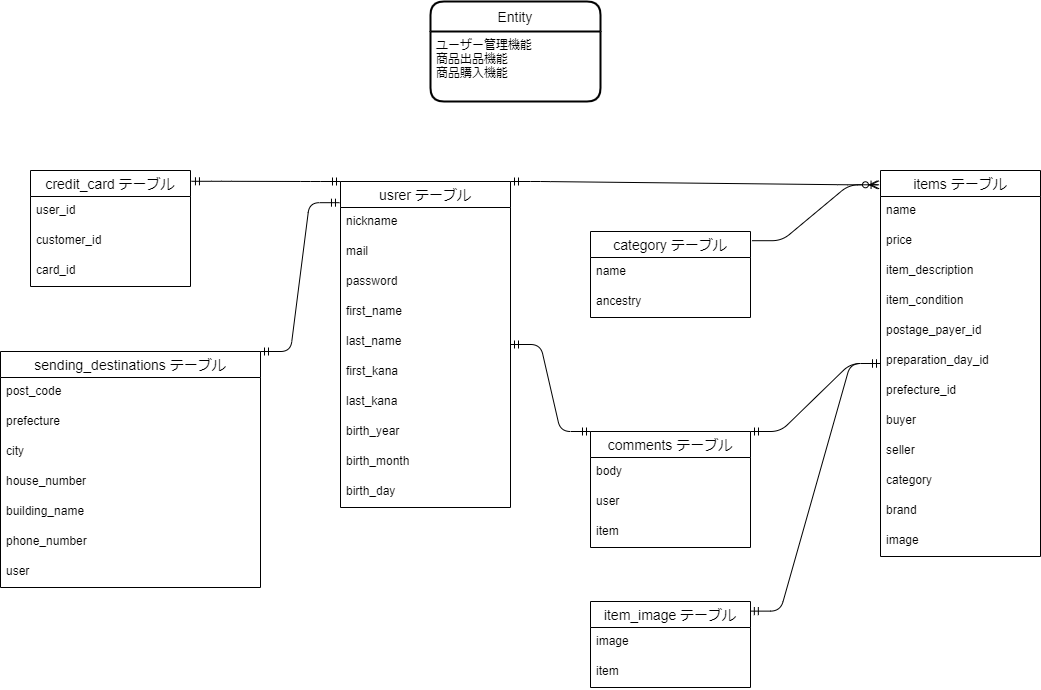 Entity
ユーザー管理機能
商品出品機能
商品購入機能
credit_card テーブル
user_id
customer_id
card_id
usrer テーブル
nickname
mail
password
first_name
last_name
first_kana
last_kana
birth_year
birth_month
birth_day
items テーブル
name
price
item_description
item_condition
postage_payer_id
preparation_day_id
prefecture_id
buyer
seller
category
brand
image
category テーブル
name
ancestry
sending_destinations テーブル
post_code
prefecture
city
house_number
building_name
phone_number
user
comments テーブル
body
user
item
item_image テーブル
image
item